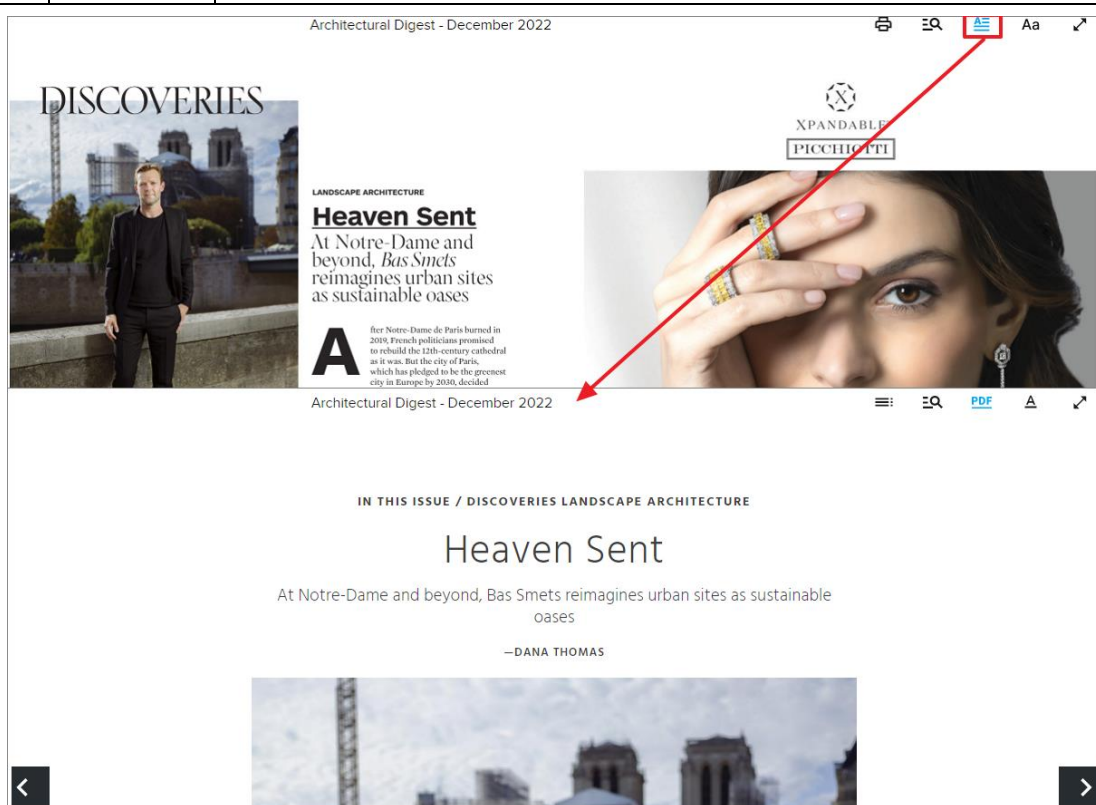 Architectural Digest - December 2022
A
Aa
DISCOVERIES
X
XPANDABLE
PICCHIOTTI
LANDSCAPE ARCHITECTURE
Heaven Sent
At Notre-Dame and
beyond, Bas Smets
reimagines urban sites
as sustainable oases
After Notre-Dame de Paris burned in
2019, French politicians promised
to rebuild the 12th-century cathedral
as it was. But the city of Paris,
which has pledged to be the greenest
city in Europe by 2030, decided
Architectural Digest - December 2022
PDF
A
IN THIS ISSUE / DISCOVERIES LANDSCAPE ARCHITECTURE
Heaven Sent
At Notre-Dame and beyond, Bas Smets reimagines urban sites as sustainable
oases
—DANA THOMAS